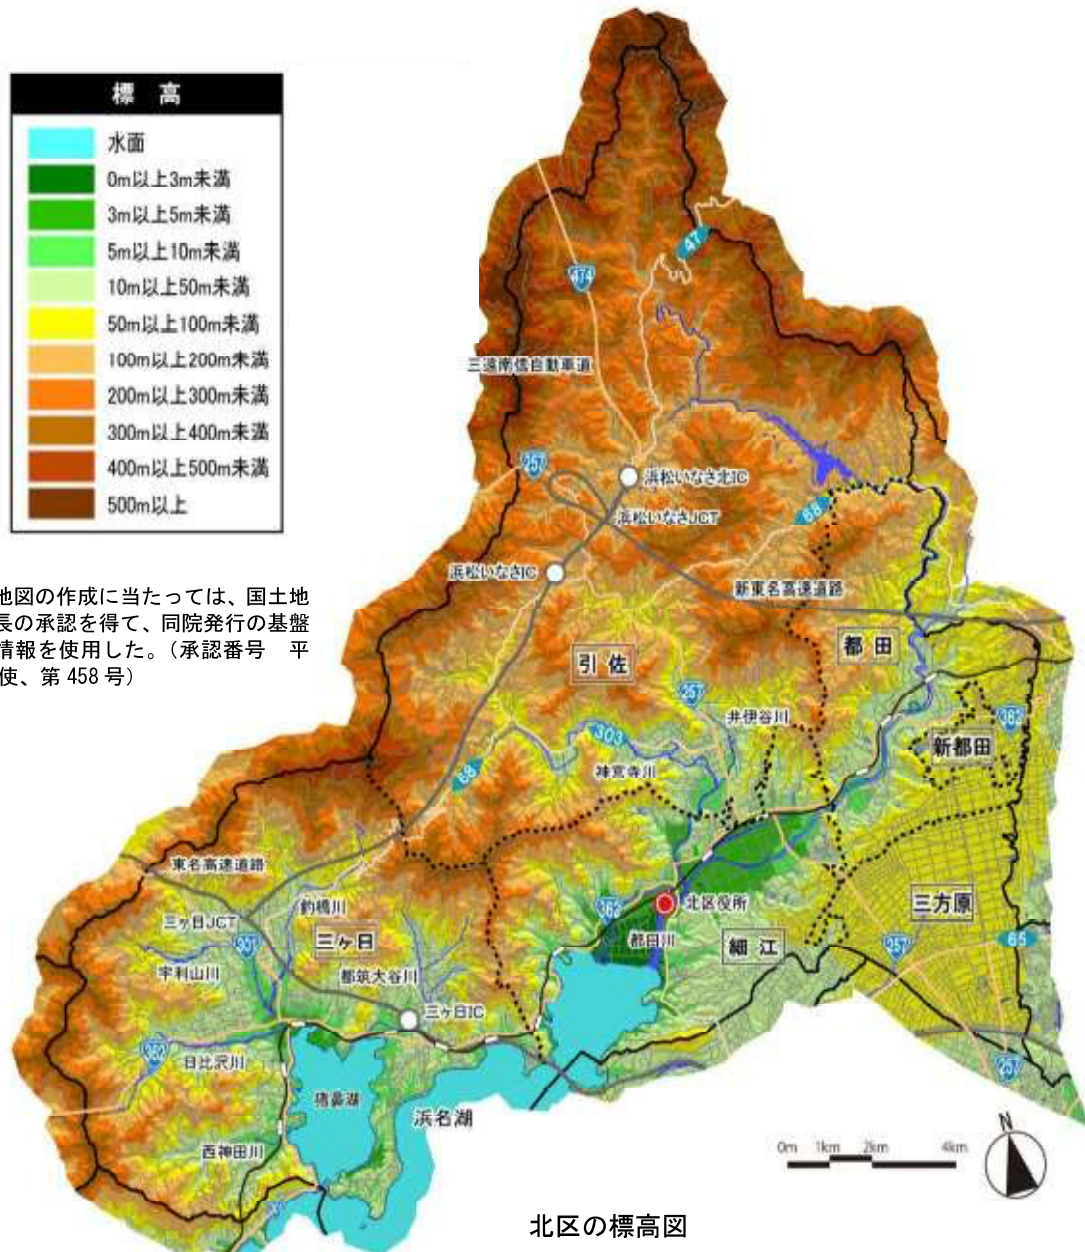 標 高
水面
0m以上3m未満
3m以上5m未満
5m以上10m未満
10m以上50m未満
50m以上100m未満
100m以上200m未満
200m以上300m未満
300m以上400m未満
400m以上500m未満
500m以上
47
474
三遠南信自動車道
257
浜松いなさ北IC
浜松いなさJCT
68
浜松いなさIC
新東名高速道路
地図の作成に当たっては、国土地
長の承認を得て、同院発行の基盤
情報を使用した。（承認番号 平
使、第 458 号）
引 佐
都 田
257
井伊谷川
362
303
新都田
神宮寺川
68
東名高速道路
釣橋川
三ヶ日JCT
301
三ヶ日
362
北区役所
三方原
都田川
細 江
257
65
宇利山川
都筑大谷川
三ヶ日IC
362
日比沢川
257
猪鼻湖
浜名湖
西神田川
N
0m 1km 2km 4km
北区の標高図